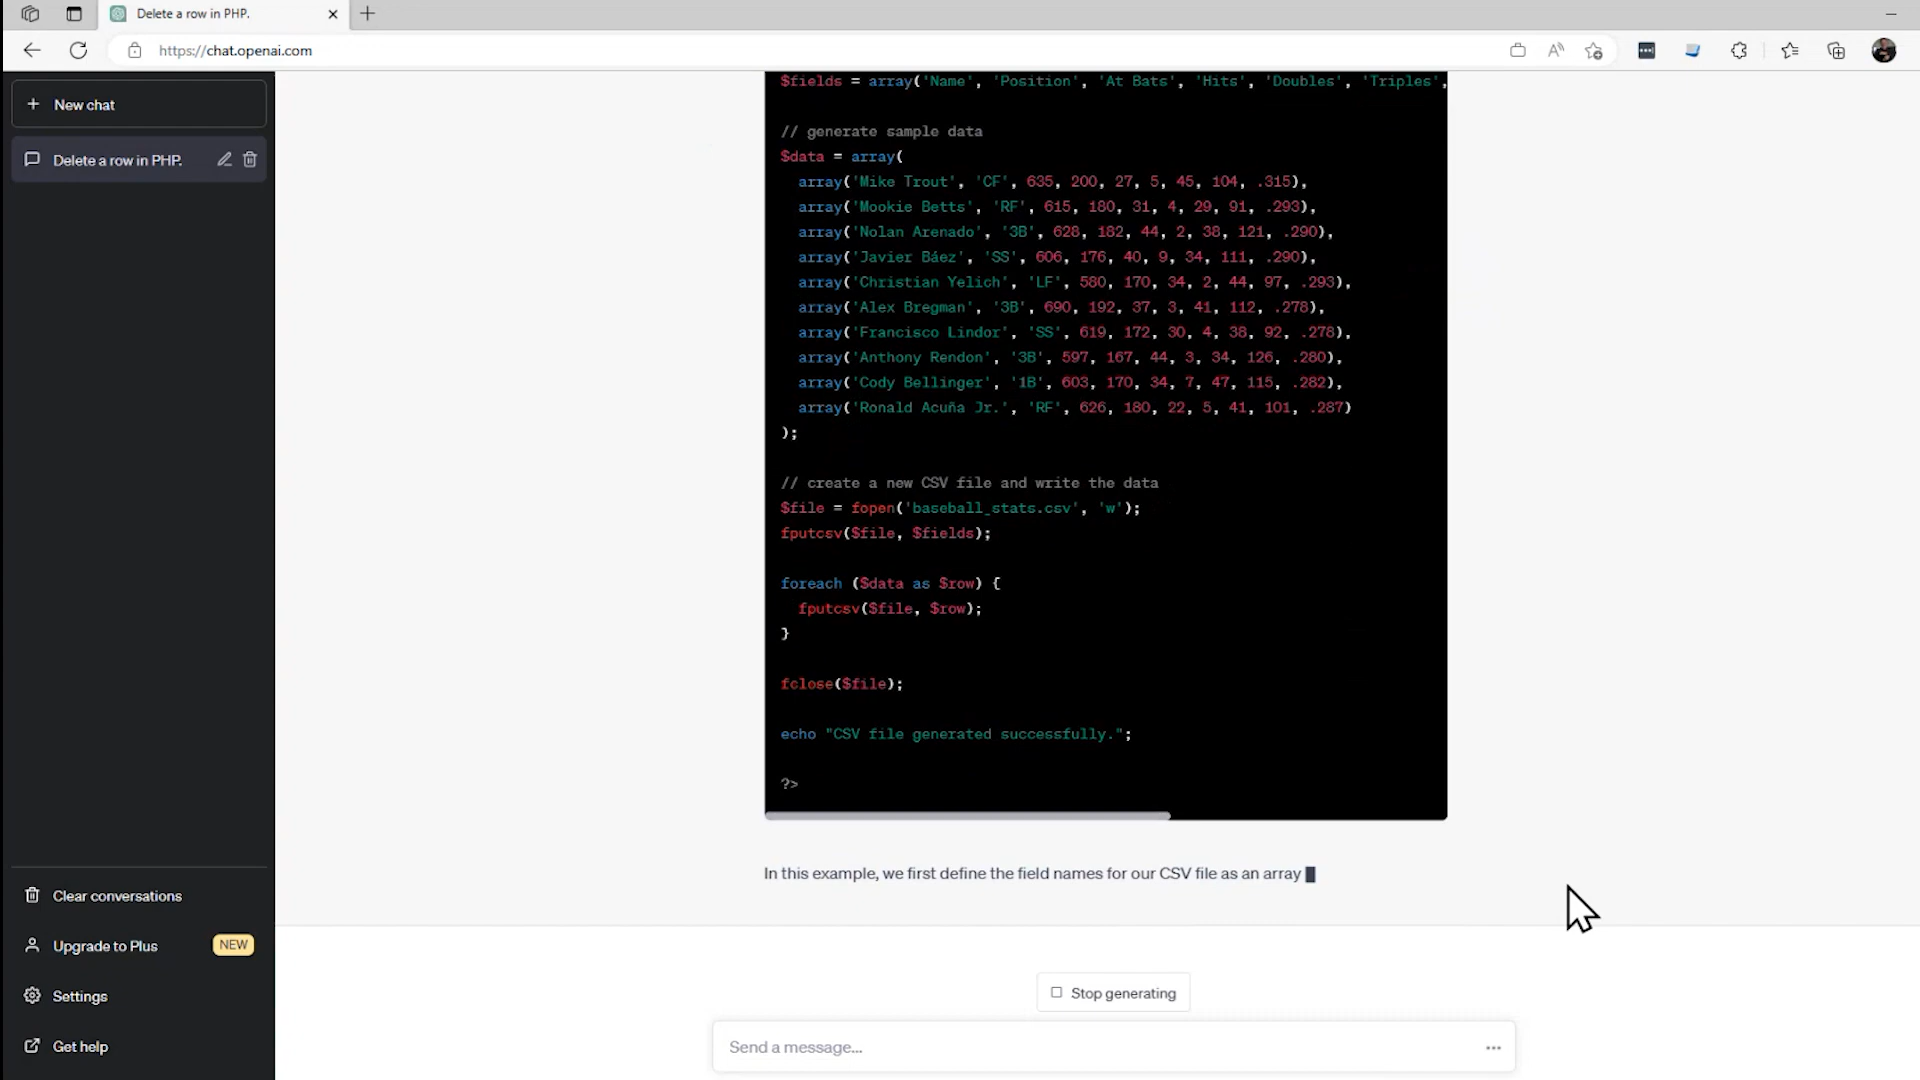 Delete a row in PHP.
https://chat.openai.com
New chat
Delete a row in PHP.
Clear conversations
Upgrade to Plus
NEW
Settings
Get help
$fields = array('Name', 'Position', 'At Bats', 'Hits', 'Doubles', 'Triples',
// generate sample data
$data = array(
array('Mike Trout', 'CF', 635, 200, 27, 5, 45, 104, .315),
array('Mookie Betts', 'RF', 615, 180, 31, 4, 29, 91, .293),
array('Nolan Arenado', '3B', 628, 182, 44, 2, 38, 121, .290),
array('Javier Báez', 'SS', 606, 176, 40, 9, 34, 111, .290),
array('Christian Yelich', 'LF', 580, 170, 34, 2, 44, 97, .293),
array('Alex Bregman', '3B', 690, 192, 37, 3, 41, 112, .278),
array('Francisco Lindor', 'SS', 619, 172, 30, 4, 38, 92, .278),
array('Anthony Rendon', '3B', 597, 167, 44, 3, 34, 126, .280),
array('Cody Bellinger', '1B', 603, 170, 34, 7, 47, 115, .282),
array('Ronald Acuña Jr.', 'RF', 626, 180, 22, 5, 41, 101, .287)
);
// create a new CSV file and write the data
$file = fopen('baseball_stats.csv', 'w');
fputcsv($file, $fields);
foreach ($data as $row) {
fputcsv($file, $row);
}
fclose($file);
echo "CSV file generated successfully.";
?>
In this example, we first define the field names for our CSV file as an array
Stop generating
Send a message...